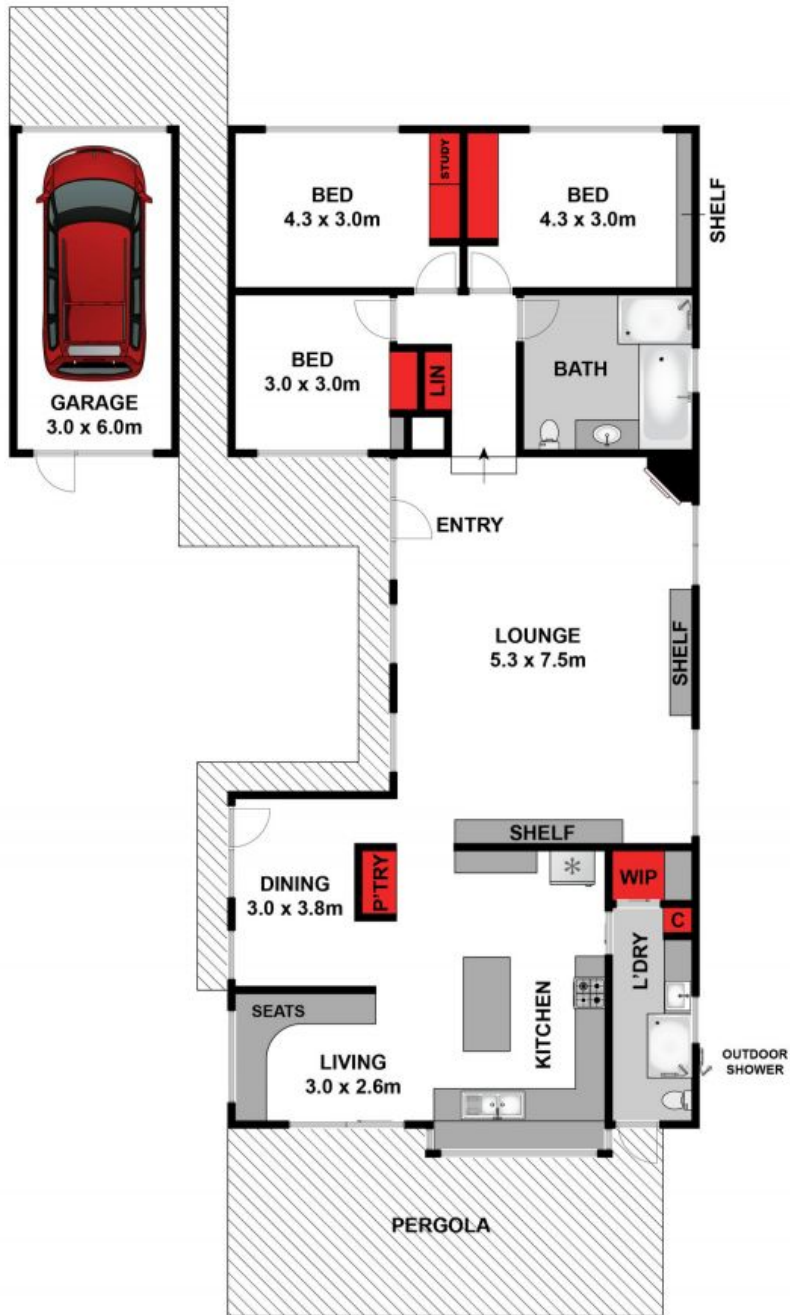 STUDY
BED
4.3 x 3.0m
BED
4.3 x 3.0m
SHELF
GARAGE
3.0 x 6.0m
BED
3.0 x 3.0m
LIN
BATH
ENTRY
LOUNGE
5.3 x 7.5m
SHELF
SHELF
DINING
3.0 x 3.8m
P'TRY
WIP
C
L'DRY
SEATS
LIVING
3.0 x 2.6m
KITCHEN
OUTDOOR
SHOWER
PERGOLA